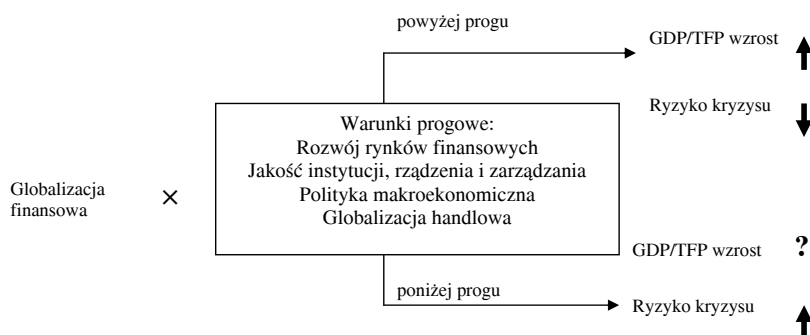 powyżej progu
GDP/TFP wzrost
Ryzyko kryzysu
Warunki progowe:
Rozwój rynków finansowych
Jakość instytucji, rządzenia i zarządzania
Polityka makroekonomiczna
Globalizacja handlowa
Globalizacja
finansowa
×
GDP/TFP wzrost ?
poniżej progu
Ryzyko kryzysu